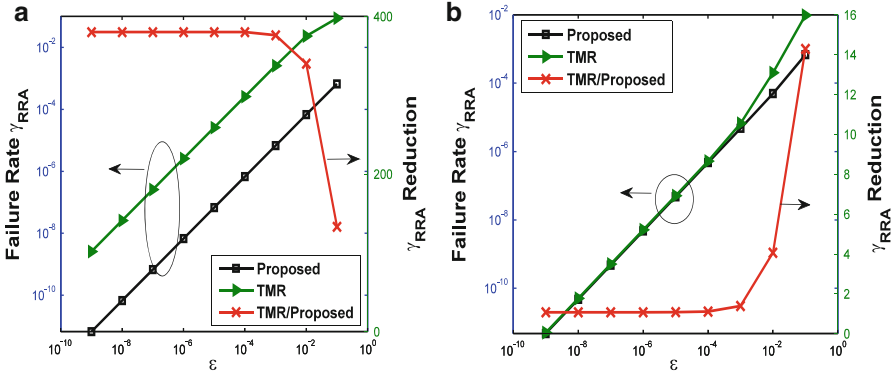 a
Failure Rate γRRA
10^-2
10^-4
10^-6
10^-8
10^-10
400
200
0
γRRA Reduction
Proposed
TMR
TMR/Proposed
10^-10
10^-8
10^-6
10^-4
10^-2
10^0
ε
b
Failure Rate γRRA
10^-2
10^-4
10^-6
10^-8
10^-10
16
14
12
10
8
6
4
2
0
γRRA Reduction
Proposed
TMR
TMR/Proposed
10^-10
10^-8
10^-6
10^-4
10^-2
10^0
ε